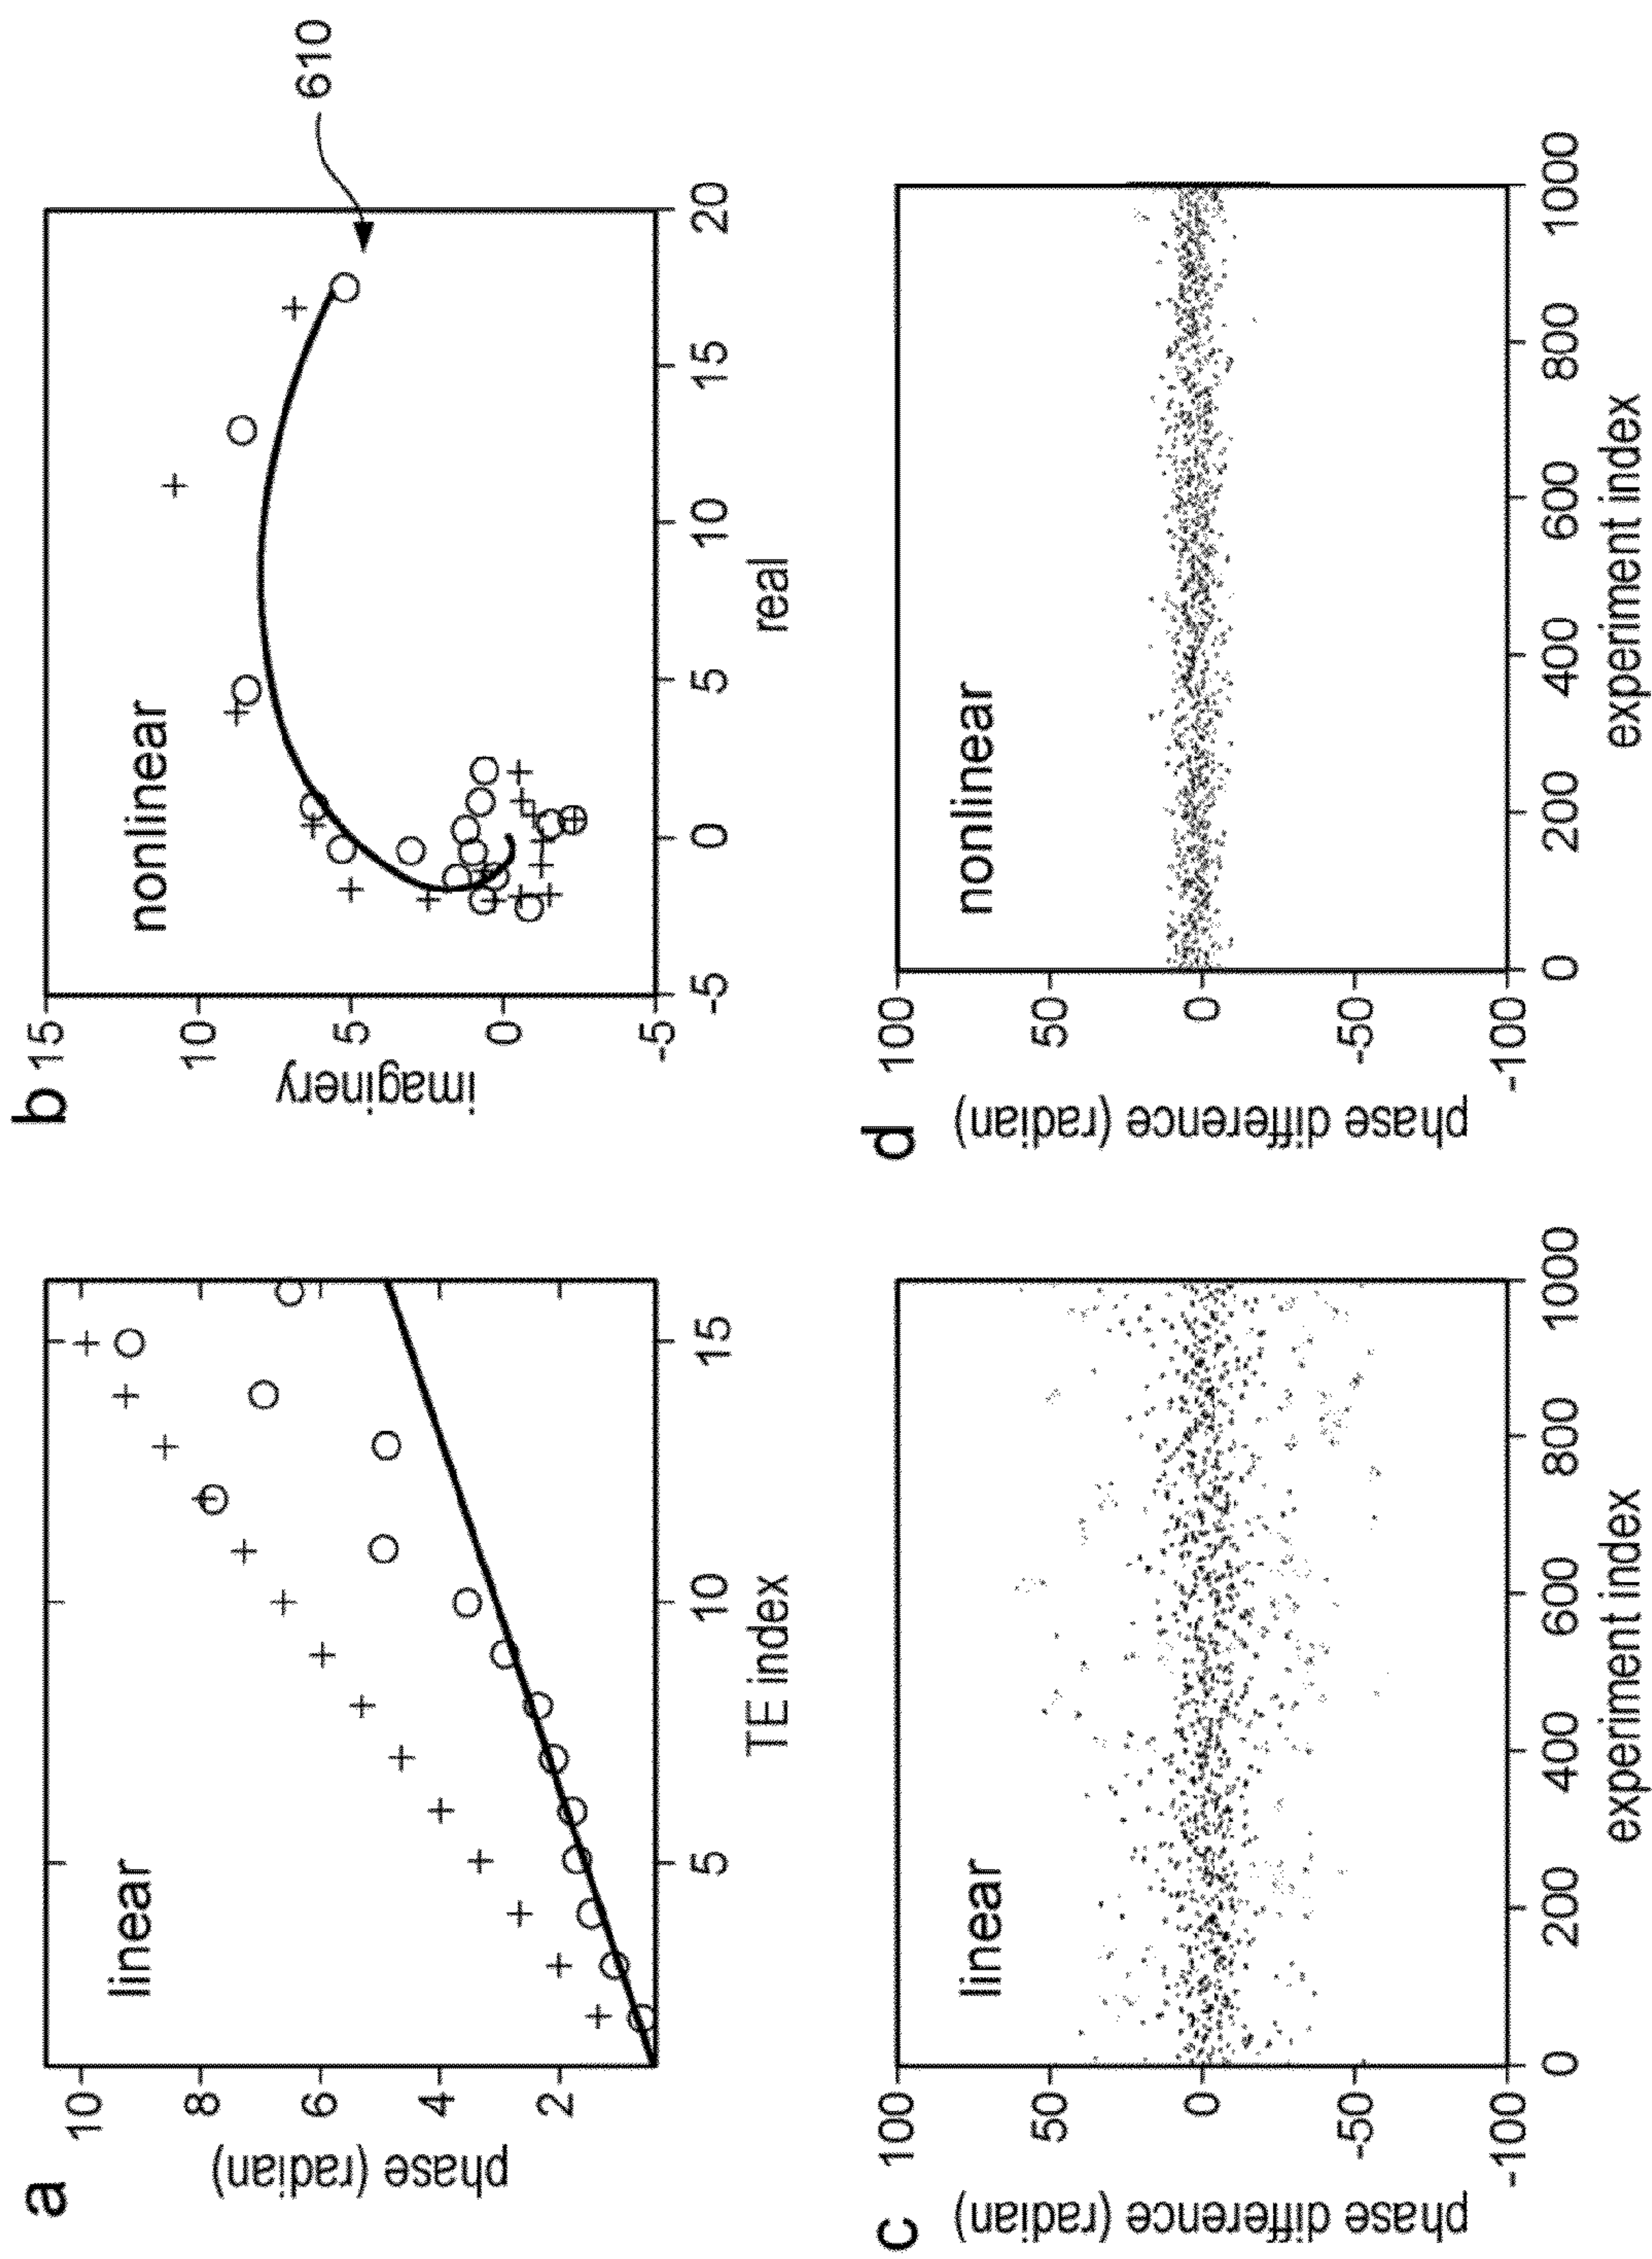 a
phase (radian)
10
8
6
4
2
linear
5
10
15
TE index
b
imaginery
15
10
5
0
-5
nonlinear
-5
0
5
10
15
20
real
610
c
phase difference (radian)
100
50
0
-50
-100
linear
0
200
400
600
800
1000
experiment index
d
phase difference (radian)
100
50
0
-50
-100
nonlinear
0
200
400
600
800
1000
experiment index